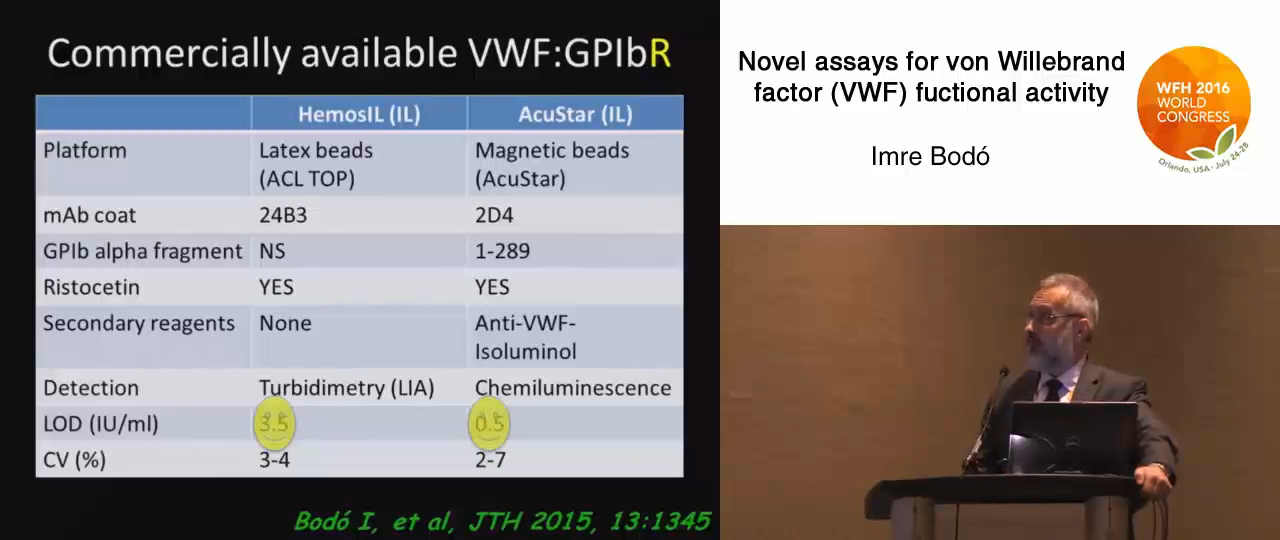 Commercially available VWF:GPIbR
HemosIL (IL) AcuStar (IL)
Platform Latex beads Magnetic beads
(ACL TOP) (AcuStar)
mAb coat 24B3 2D4
GPIb alpha fragment NS 1-289
Ristocetin YES YES
Secondary reagents None Anti-VWF-
Isoluminol
Detection Turbidimetry (LIA) Chemiluminescence
LOD (IU/ml) 3.5 0.5
CV (%) 3-4 2-7
Bodó I, et al, JTH 2015, 13:1345
Novel assays for von Willebrand
factor (VWF) fuctional activity
Imre Bodó
WFH 2016
WORLD
CONGRESS
Orlando, USA · July 24-28